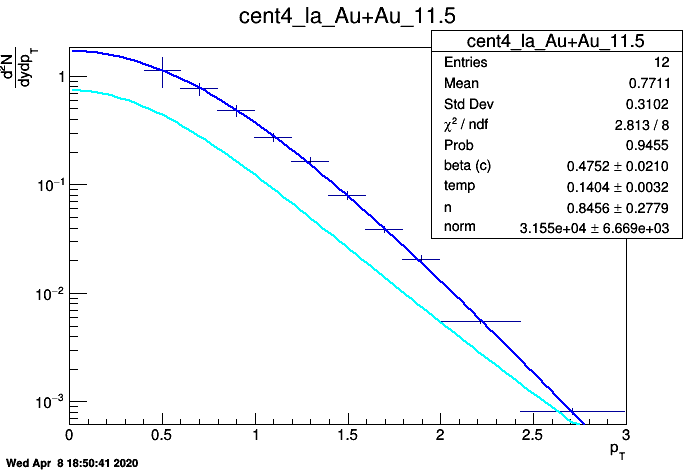 cent4_la_Au+Au_11.5
d²N
dydp_T
cent4_la_Au+Au_11.5
Entries 12
Mean 0.7711
Std Dev 0.3102
χ² / ndf 2.813 / 8
Prob 0.9455
beta (c) 0.4752 ± 0.0210
temp 0.1404 ± 0.0032
n 0.8456 ± 0.2779
norm 3.155e+04 ± 6.669e+03
1
10⁻¹
10⁻²
10⁻³
0 0.5 1 1.5 2 2.5 3
p_T
Wed Apr 8 18:50:41 2020